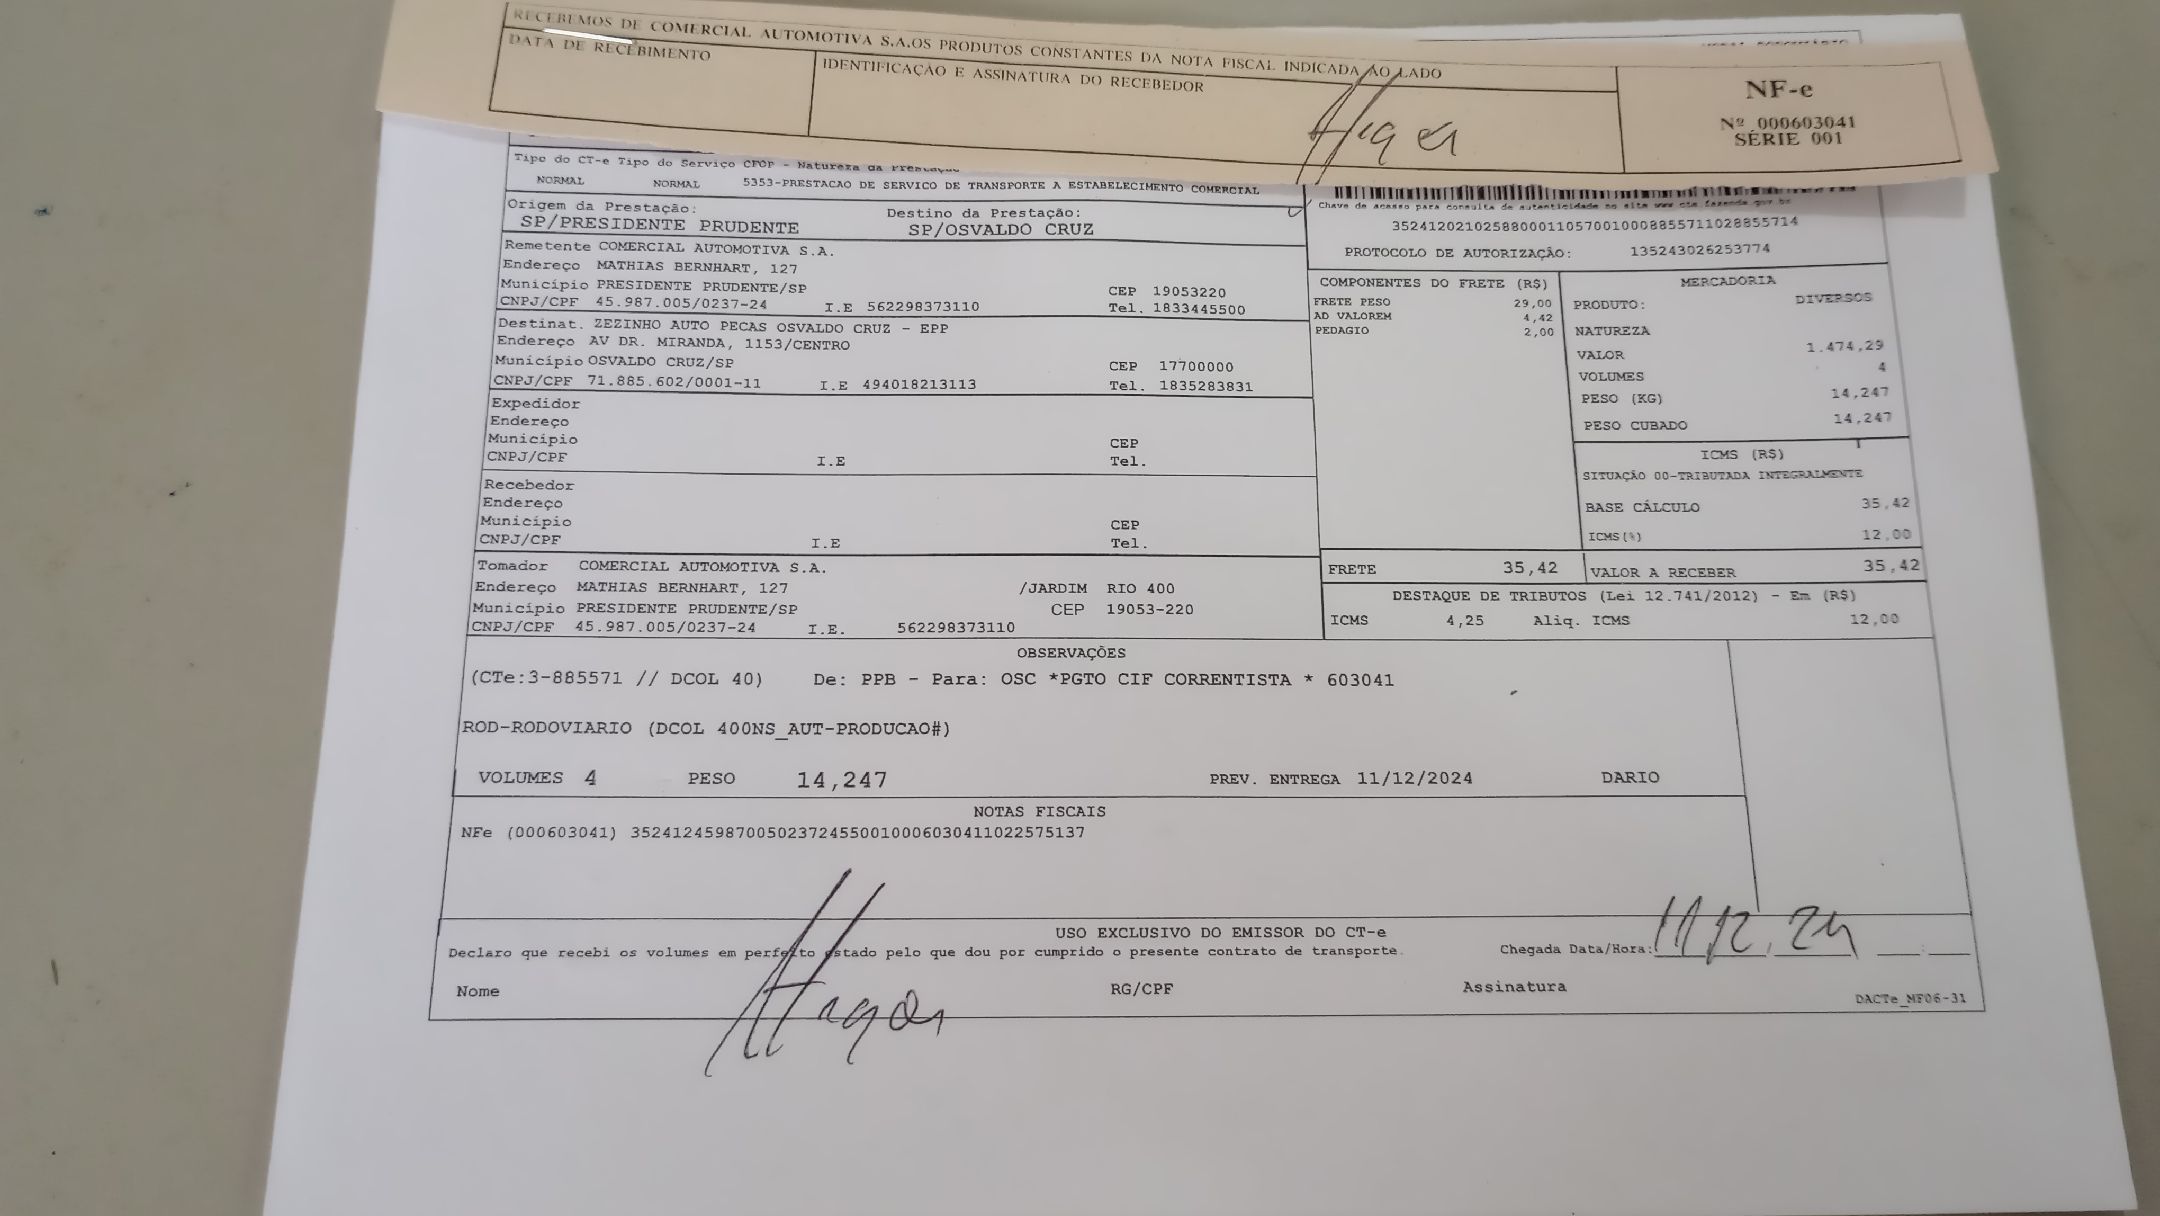 RECEBEMOS DE COMERCIAL AUTOMOTIVA S.A.OS PRODUTOS CONSTANTES DA NOTA FISCAL INDICADA AO LADO
DATA DE RECEBIMENTO
IDENTIFICAÇÃO E ASSINATURA DO RECEBEDOR
NF-e
Nº 000603041
SÉRIE 001
Tipo do CT-e Tipo do Serviço CFOP - Natureza da Prestação
NORMAL NORMAL 5353-PRESTACAO DE SERVICO DE TRANSPORTE A ESTABELECIMENTO COMERCIAL
Chave de acesso para consulta de autenticidade no site www cte fazenda gov br
35241202102588000110570010008855711028855714
PROTOCOLO DE AUTORIZAÇÃO: 135243026253774
Origem da Prestação: Destino da Prestação:
SP/PRESIDENTE PRUDENTE SP/OSVALDO CRUZ
Remetente COMERCIAL AUTOMOTIVA S.A.
Endereço MATHIAS BERNHART, 127
Município PRESIDENTE PRUDENTE/SP CEP 19053220
CNPJ/CPF 45.987.005/0237-24 I.E 562298373110 Tel. 1833445500
Destinat. ZEZINHO AUTO PECAS OSVALDO CRUZ - EPP
Endereço AV DR. MIRANDA, 1153/CENTRO
Município OSVALDO CRUZ/SP CEP 17700000
CNPJ/CPF 71.885.602/0001-11 I.E 494018213113 Tel. 1835283831
Expedidor
Endereço
Município CEP
CNPJ/CPF I.E Tel.
Recebedor
Endereço
Município CEP
CNPJ/CPF I.E Tel.
Tomador COMERCIAL AUTOMOTIVA S.A.
Endereço MATHIAS BERNHART, 127 /JARDIM RIO 400
Município PRESIDENTE PRUDENTE/SP CEP 19053-220
CNPJ/CPF 45.987.005/0237-24 I.E. 562298373110
COMPONENTES DO FRETE (R$)
FRETE PESO 29,00
AD VALOREM 4,42
PEDAGIO 2,00
MERCADORIA
PRODUTO: DIVERSOS
NATUREZA
VALOR 1.474,29
VOLUMES 4
PESO (KG) 14,247
PESO CUBADO 14,247
ICMS (R$)
SITUAÇÃO 00-TRIBUTADA INTEGRALMENTE
BASE CÁLCULO 35,42
ICMS(%) 12,00
FRETE 35,42 VALOR A RECEBER 35,42
DESTAQUE DE TRIBUTOS (Lei 12.741/2012) - Em (R$)
ICMS 4,25 Aliq. ICMS 12,00
OBSERVAÇÕES
(CTe:3-885571 // DCOL 40) De: PPB - Para: OSC *PGTO CIF CORRENTISTA * 603041
ROD-RODOVIARIO (DCOL 400NS_AUT-PRODUCAO#)
VOLUMES 4 PESO 14,247 PREV. ENTREGA 11/12/2024 DARIO
NOTAS FISCAIS
NFe (000603041) 35241245987005023724550010006030411022575137
USO EXCLUSIVO DO EMISSOR DO CT-e
Declaro que recebi os volumes em perfeito estado pelo que dou por cumprido o presente contrato de transporte. Chegada Data/Hora: 11 12. 24
Nome RG/CPF Assinatura
DACTe_MF06-31